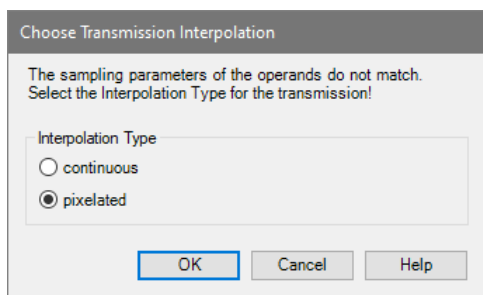 Choose Transmission Interpolation
The sampling parameters of the operands do not match.
Select the Interpolation Type for the transmission!
Interpolation Type
continuous
pixelated
OK Cancel Help